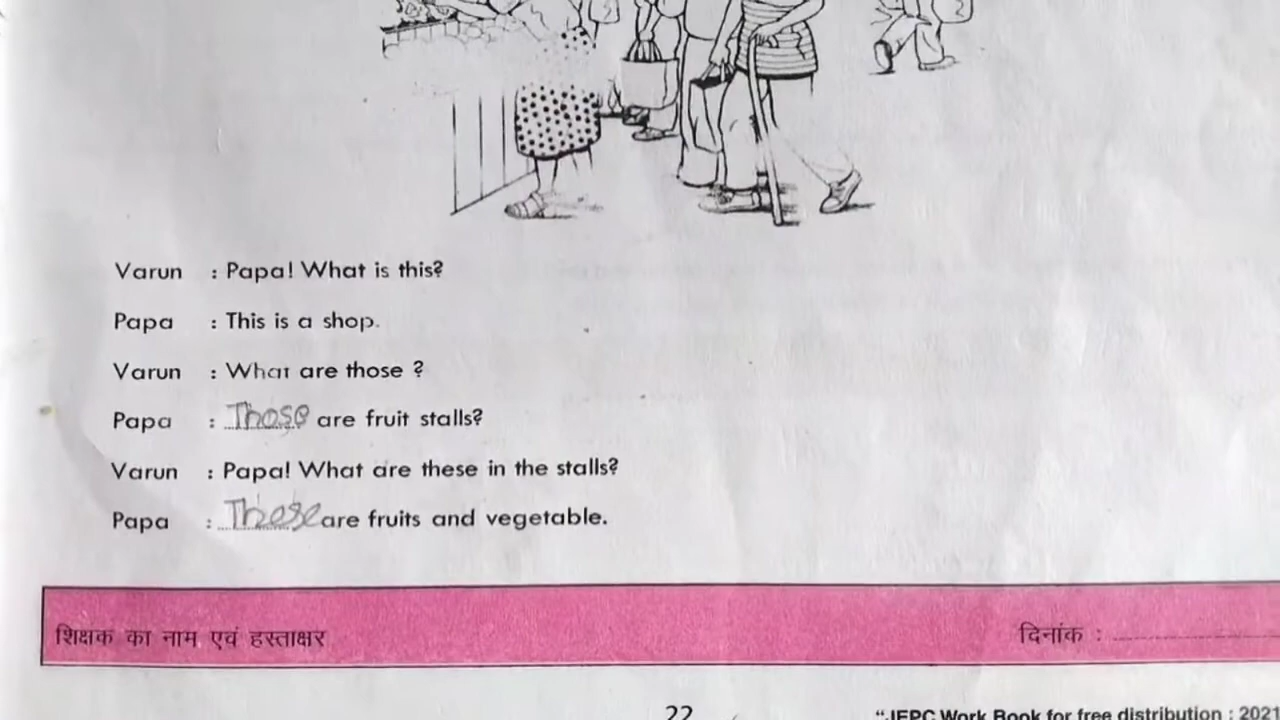 Varun : Papa! What is this?
Papa : This is a shop.
Varun : What are those ?
Papa : Those are fruit stalls?
Varun : Papa! What are these in the stalls?
Papa : These are fruits and vegetable.
शिक्षक का नाम एवं हस्ताक्षर दिनांक :
22 "JEPC Work Book for free distribution : 2021